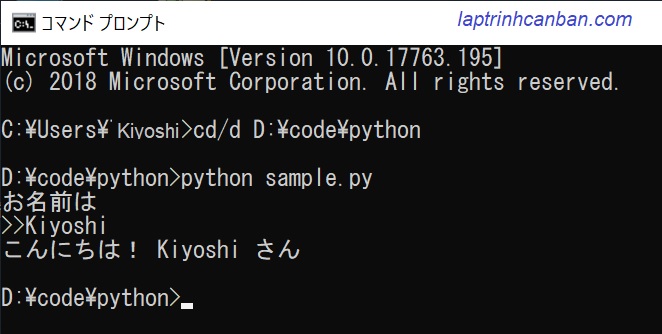 コマンド プロンプト
laptrinhcanban.com
Microsoft Windows [Version 10.0.17763.195]
(c) 2018 Microsoft Corporation. All rights reserved.
C:¥Users¥ Kiyoshi>cd/d D:¥code¥python
D:¥code¥python>python sample.py
お名前は
>>Kiyoshi
こんにちは！ Kiyoshi さん
D:¥code¥python>